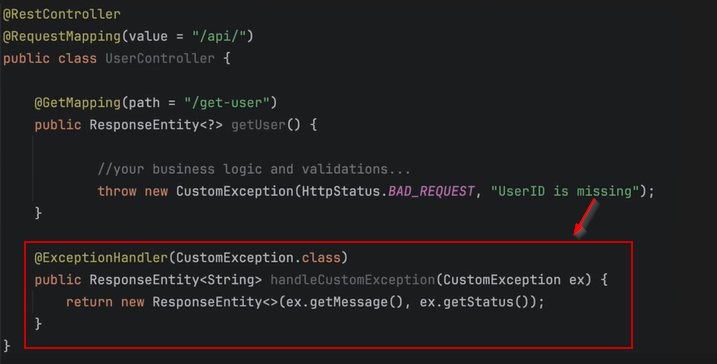 @RestController
@RequestMapping(value = "/api/")
public class UserController {
@GetMapping(path = "/get-user")
public ResponseEntity<?> getUser() {
//your business logic and validations...
throw new CustomException(HttpStatus.BAD_REQUEST, "UserID is missing");
}
@ExceptionHandler(CustomException.class)
public ResponseEntity<String> handleCustomException(CustomException ex) {
return new ResponseEntity<>(ex.getMessage(), ex.getStatus());
}
}